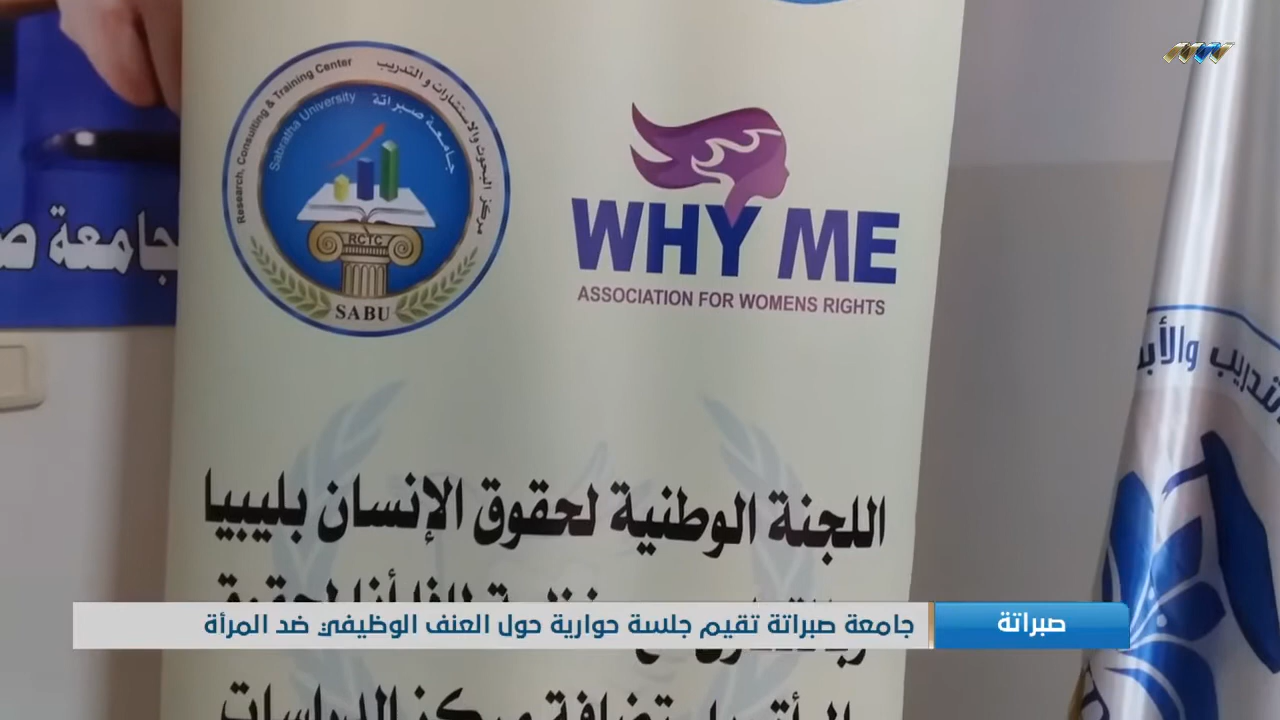 Research, Consulting & Training Center
مركز البحوث والاستشارات والتدريب
Sabratha University
جامعة صبراتة
RCTC
SABU
WHY ME
ASSOCIATION FOR WOMENS RIGHTS
جامعة
اللجنة الوطنية لحقوق الإنسان بليبيا
صبراتة
جامعة صبراتة تقيم جلسة حوارية حول العنف الوظيفي ضد المرأة